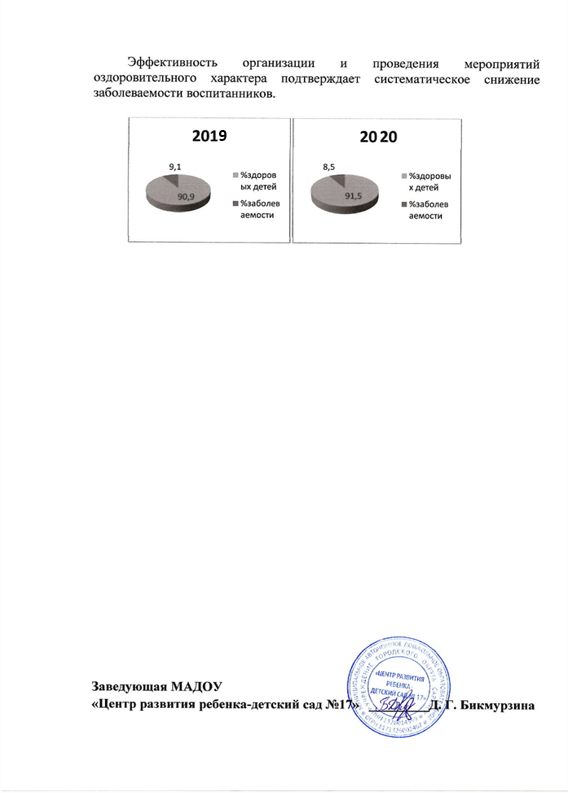 Эффективность организации и проведения мероприятий
оздоровительного характера подтверждает систематическое снижение
заболеваемости воспитанников.
2019
9,1
90,9
%здоров
ых детей
%заболев
аемости
2020
8,5
91,5
%здоровы
х детей
%заболев
аемости
«ЦЕНТР РАЗВИТИЯ
РЕБЕНКА
ДЕТСКИЙ САД №17»
Заведующая МАДОУ
«Центр развития ребенка-детский сад №17» Д. Г. Бикмурзина